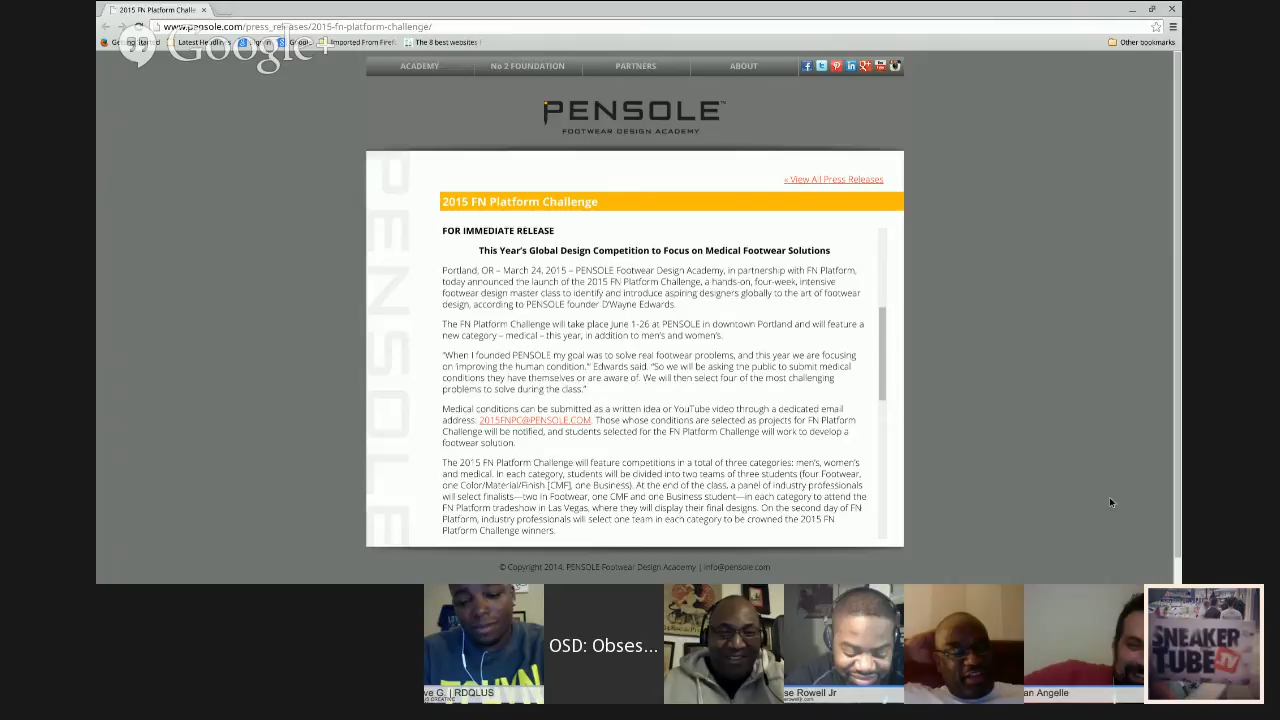 2015 FN Platform Challe
www.pensole.com/press_releases/2015-fn-platform-challenge/
Getting Started
Latest Headlines
Imported From Firef
The 8 best websites
Other bookmarks
Google+
ACADEMY
No 2 FOUNDATION
PARTNERS
ABOUT
PENSOLE™
FOOTWEAR DESIGN ACADEMY
PENSOLE
« View All Press Releases
2015 FN Platform Challenge
FOR IMMEDIATE RELEASE
This Year's Global Design Competition to Focus on Medical Footwear Solutions
Portland, OR – March 24, 2015 – PENSOLE Footwear Design Academy, in partnership with FN Platform,
today announced the launch of the 2015 FN Platform Challenge, a hands-on, four-week, intensive
footwear design master class to identify and introduce aspiring designers globally to the art of footwear
design, according to PENSOLE founder D'Wayne Edwards.
The FN Platform Challenge will take place June 1-26 at PENSOLE in downtown Portland and will feature a
new category – medical – this year, in addition to men's and women's.
"When I founded PENSOLE my goal was to solve real footwear problems, and this year we are focusing
on 'improving the human condition,'" Edwards said. "So we will be asking the public to submit medical
conditions they have themselves or are aware of. We will then select four of the most challenging
problems to solve during the class."
Medical conditions can be submitted as a written idea or YouTube video through a dedicated email
address: 2015FNPC@PENSOLE.COM. Those whose conditions are selected as projects for FN Platform
Challenge will be notified, and students selected for the FN Platform Challenge will work to develop a
footwear solution.
The 2015 FN Platform Challenge will feature competitions in a total of three categories: men's, women's
and medical. In each category, students will be divided into two teams of three students (four Footwear,
one Color/Material/Finish [CMF], one Business). At the end of the class, a panel of industry professionals
will select finalists—two in Footwear, one CMF and one Business student—in each category to attend the
FN Platform tradeshow in Las Vegas, where they will display their final designs. On the second day of FN
Platform, industry professionals will select one team in each category to be crowned the 2015 FN
Platform Challenge winners.
© Copyright 2014. PENSOLE Footwear Design Academy | info@pensole.com
ve G. | RDQLUS
OSD: Obses...
se Rowell Jr
an Angelle
SNEAKER
TUBE TV